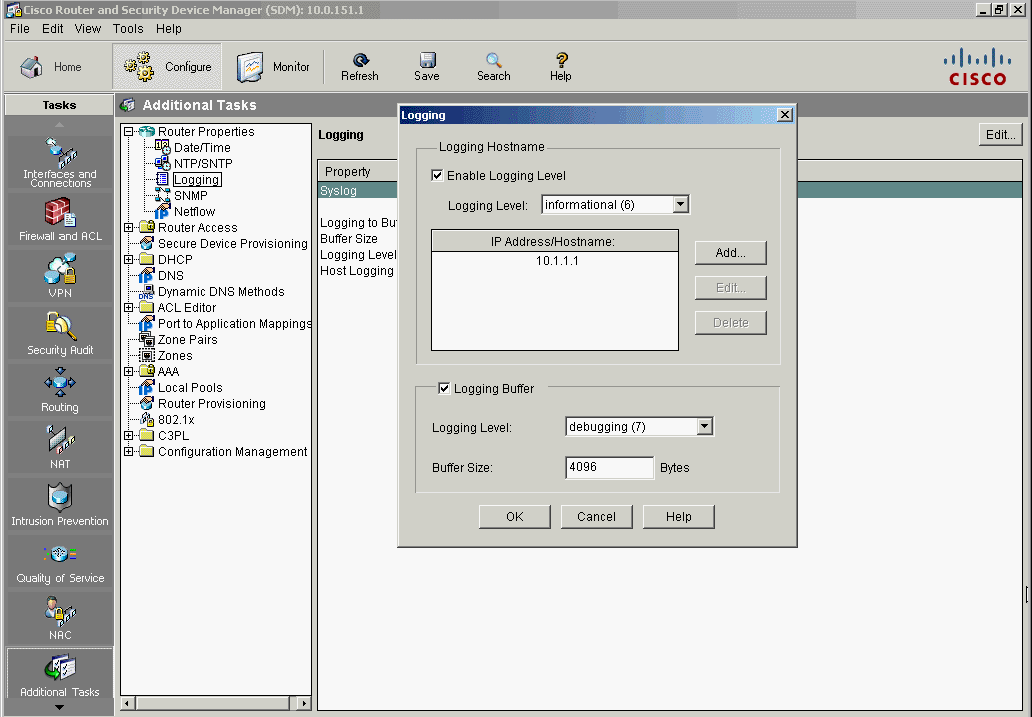 Cisco Router and Security Device Manager (SDM): 10.0.151.1
File Edit View Tools Help
Home
Configure
Monitor
Refresh
Save
Search
Help
CISCO
Tasks
Interfaces and
Connections
Firewall and ACL
VPN
Security Audit
Routing
NAT
Intrusion Prevention
Quality of Service
NAC
Additional Tasks
Additional Tasks
Router Properties
Date/Time
NTP/SNTP
Logging
SNMP
Netflow
Router Access
Secure Device Provisioning
DHCP
DNS
Dynamic DNS Methods
ACL Editor
Port to Application Mappings
Zone Pairs
Zones
AAA
Local Pools
Router Provisioning
802.1x
C3PL
Configuration Management
Logging
Edit...
Property
Syslog
Logging to Buf
Buffer Size
Logging Level
Host Logging
Logging
Logging Hostname
Enable Logging Level
Logging Level: informational (6)
IP Address/Hostname:
10.1.1.1
Add...
Edit...
Delete
Logging Buffer
Logging Level: debugging (7)
Buffer Size: 4096 Bytes
OK Cancel Help